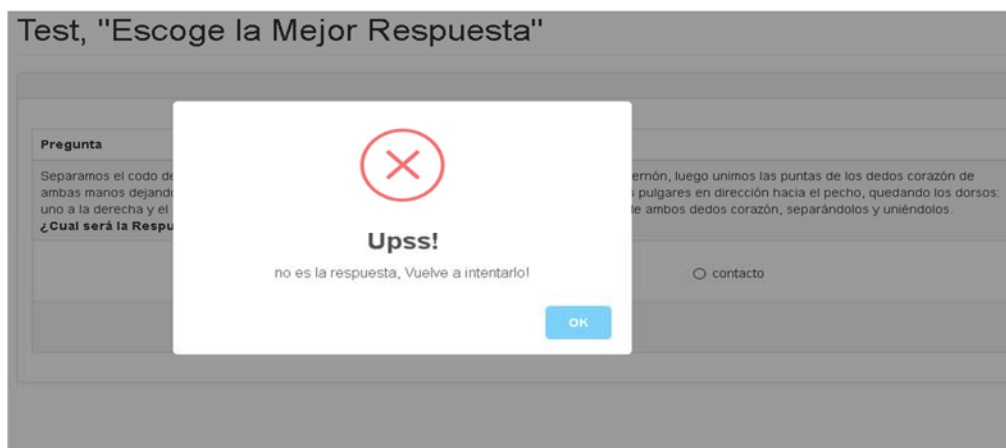 Test, "Escoge la Mejor Respuesta"
Pregunta
Separamos el codo de
ernón, luego unimos las puntas de los dedos corazón de
ambas manos dejando
pulgares en dirección hacia el pecho, quedando los dorsos:
uno a la derecha y el
de ambos dedos corazón, separándolos y uniéndolos.
¿Cual será la Respu
contacto
Upss!
no es la respuesta, Vuelve a intentarlo!
OK